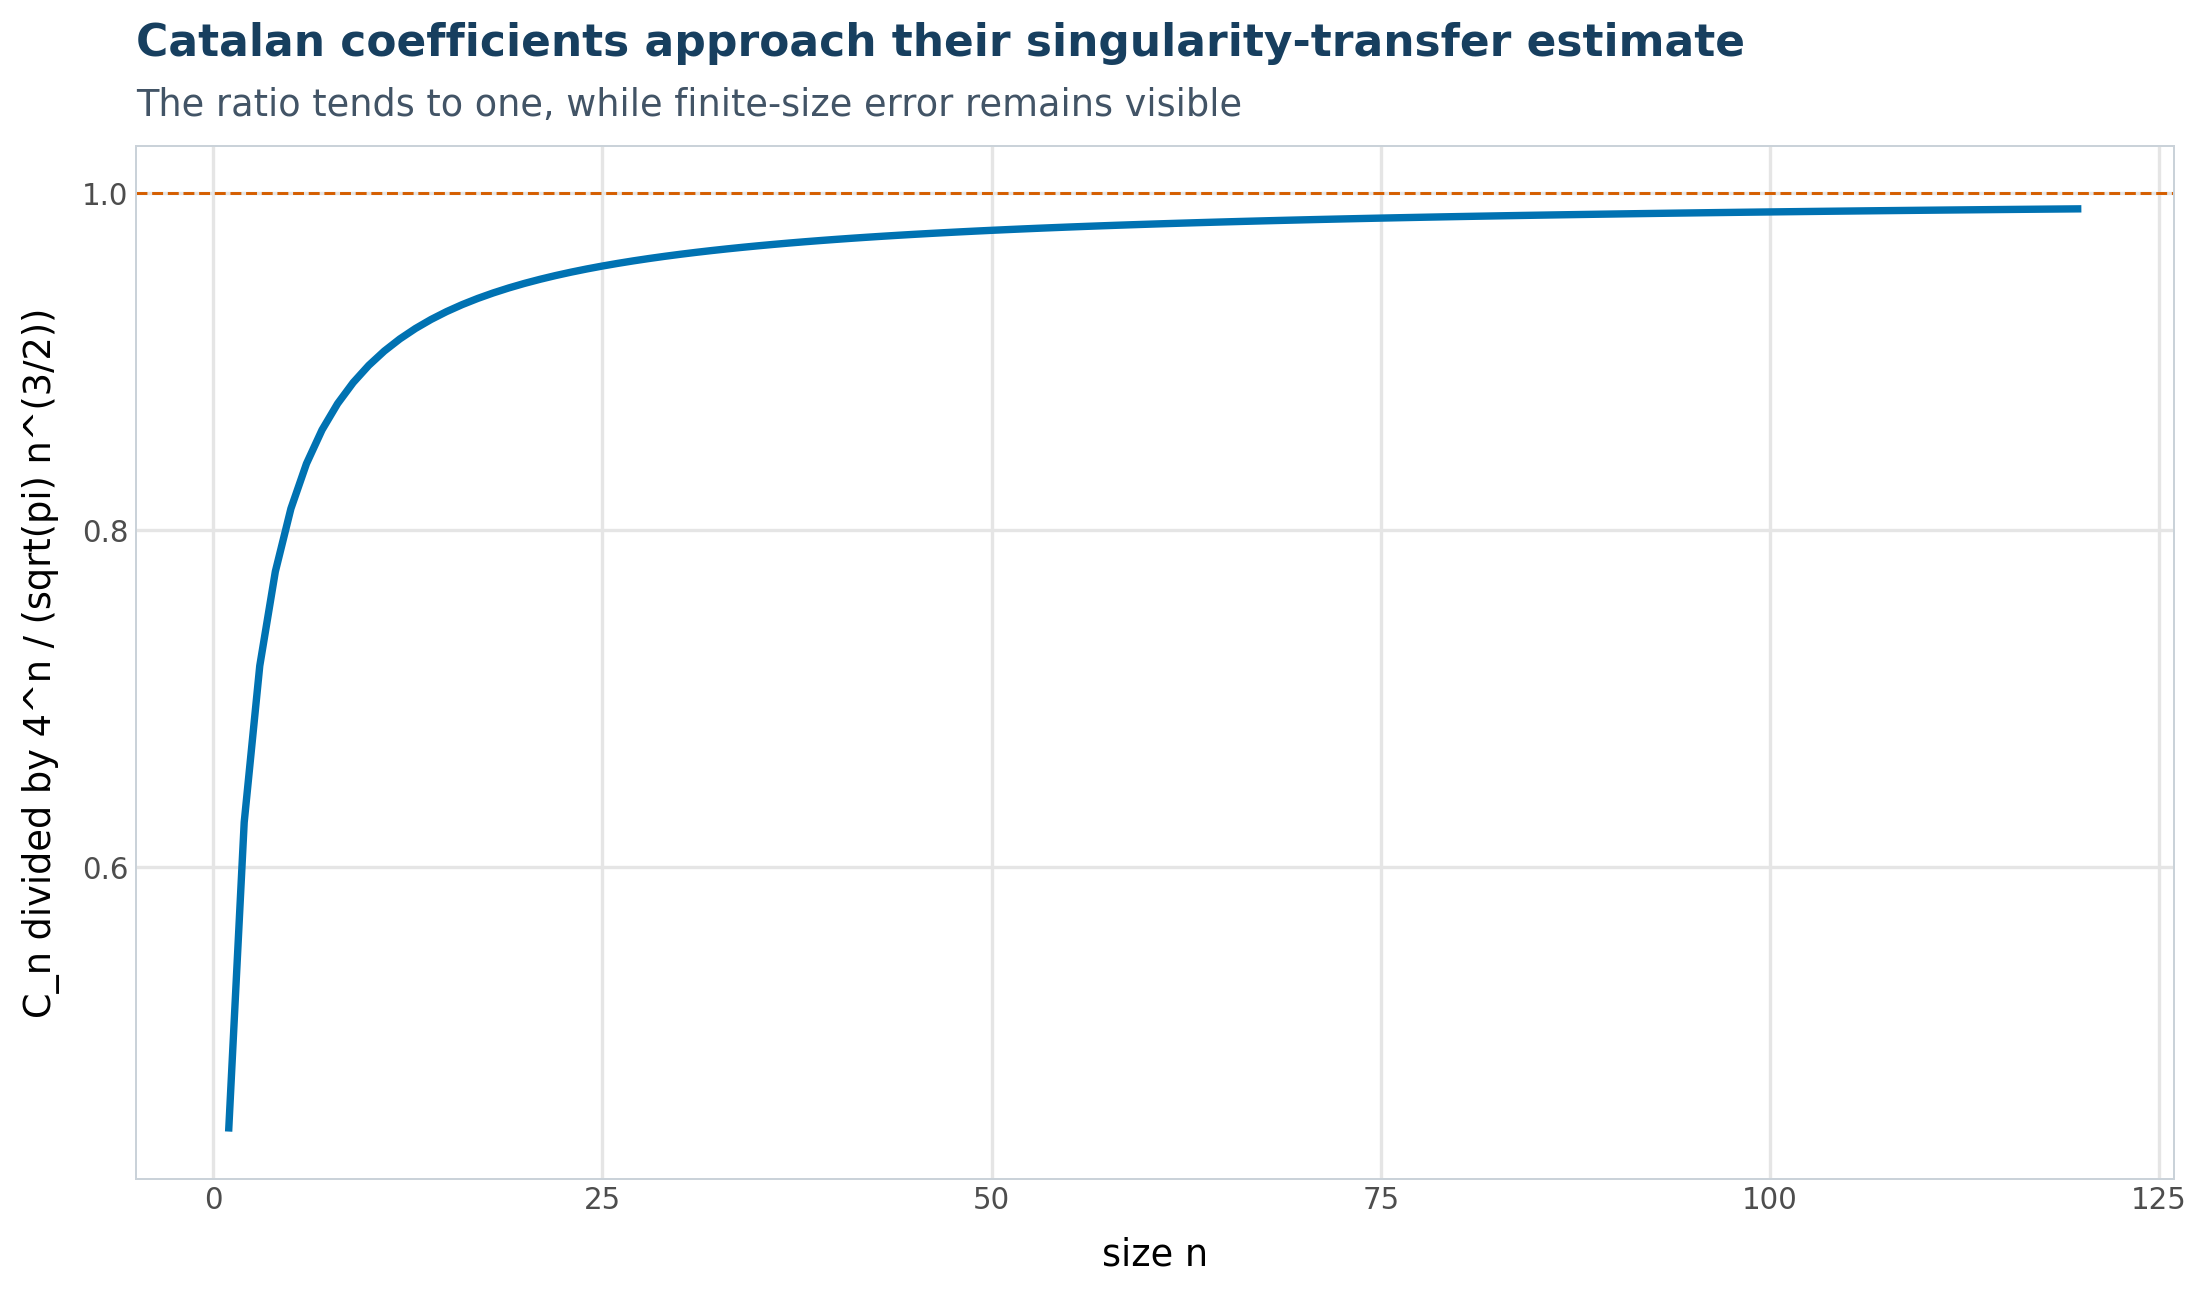 Catalan coefficients approach their singularity-transfer estimate
The ratio tends to one, while finite-size error remains visible
C_n divided by 4^n / (sqrt(pi) n^(3/2))
1.0
0.8
0.6
0
25
50
75
100
125
size n